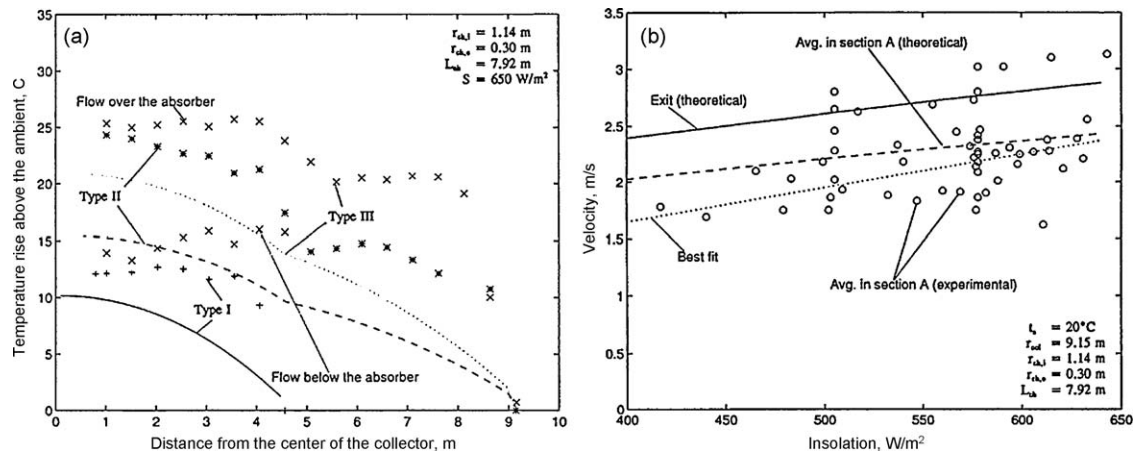 (a)
r_ch,i = 1.14 m
r_ch,e = 0.30 m
L_ch = 7.92 m
S = 650 W/m²
Flow over the absorber
Type II
Type III
Type I
Flow below the absorber
35
30
25
20
15
10
5
0
0 1 2 3 4 5 6 7 8 9 10
Temperature rise above the ambient, C
Distance from the center of the collector, m
(b)
Avg. in section A (theoretical)
Exit (theoretical)
Best fit
Avg. in section A (experimental)
t_a = 20°C
r_col = 9.15 m
r_ch,i = 1.14 m
r_ch,e = 0.30 m
L_ch = 7.92 m
3.5
3
2.5
2
1.5
1
0.5
0
400 450 500 550 600 650
Velocity, m/s
Insolation, W/m²